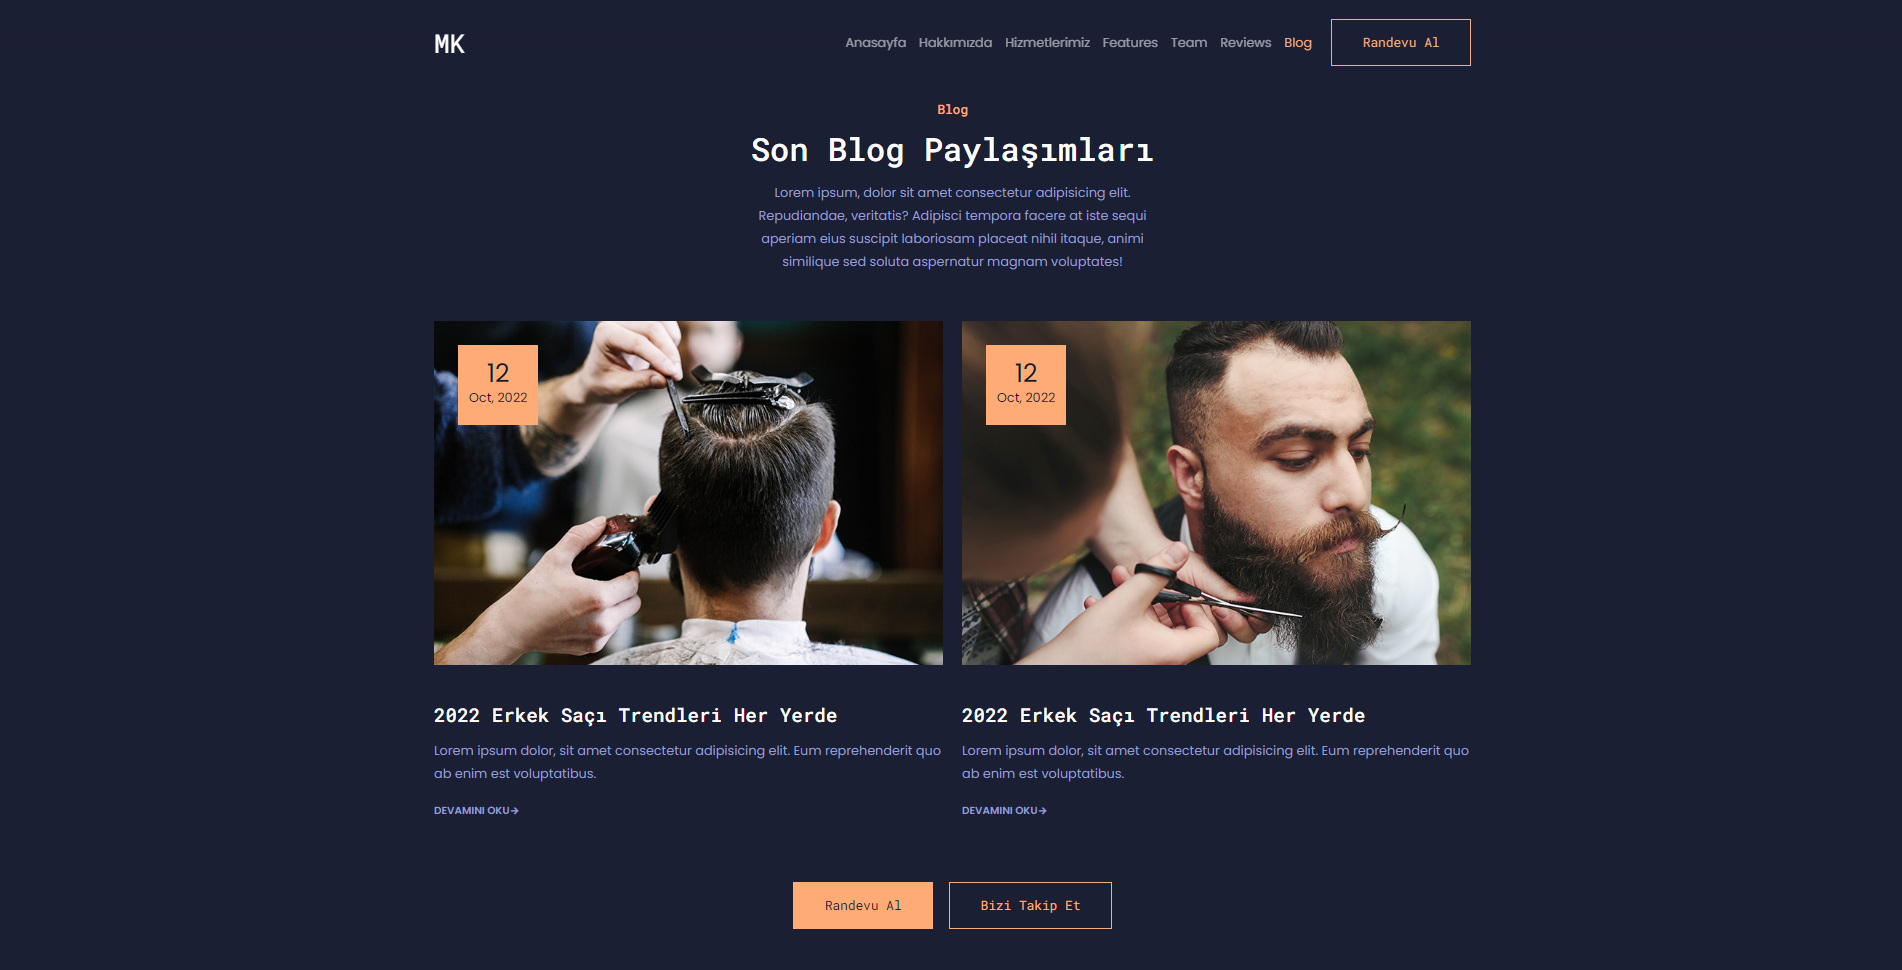 MK
Anasayfa Hakkımızda Hizmetlerimiz Features Team Reviews Blog Randevu Al
Blog
Son Blog Paylaşımları
Lorem ipsum, dolor sit amet consectetur adipisicing elit.
Repudiandae, veritatis? Adipisci tempora facere at iste sequi
aperiam eius suscipit laboriosam placeat nihil itaque, animi
similique sed soluta aspernatur magnam voluptates!
12
Oct, 2022
12
Oct, 2022
2022 Erkek Saçı Trendleri Her Yerde
Lorem ipsum dolor, sit amet consectetur adipisicing elit. Eum reprehenderit quo
ab enim est voluptatibus.
DEVAMINI OKU→
2022 Erkek Saçı Trendleri Her Yerde
Lorem ipsum dolor, sit amet consectetur adipisicing elit. Eum reprehenderit quo
ab enim est voluptatibus.
DEVAMINI OKU→
Randevu Al
Bizi Takip Et